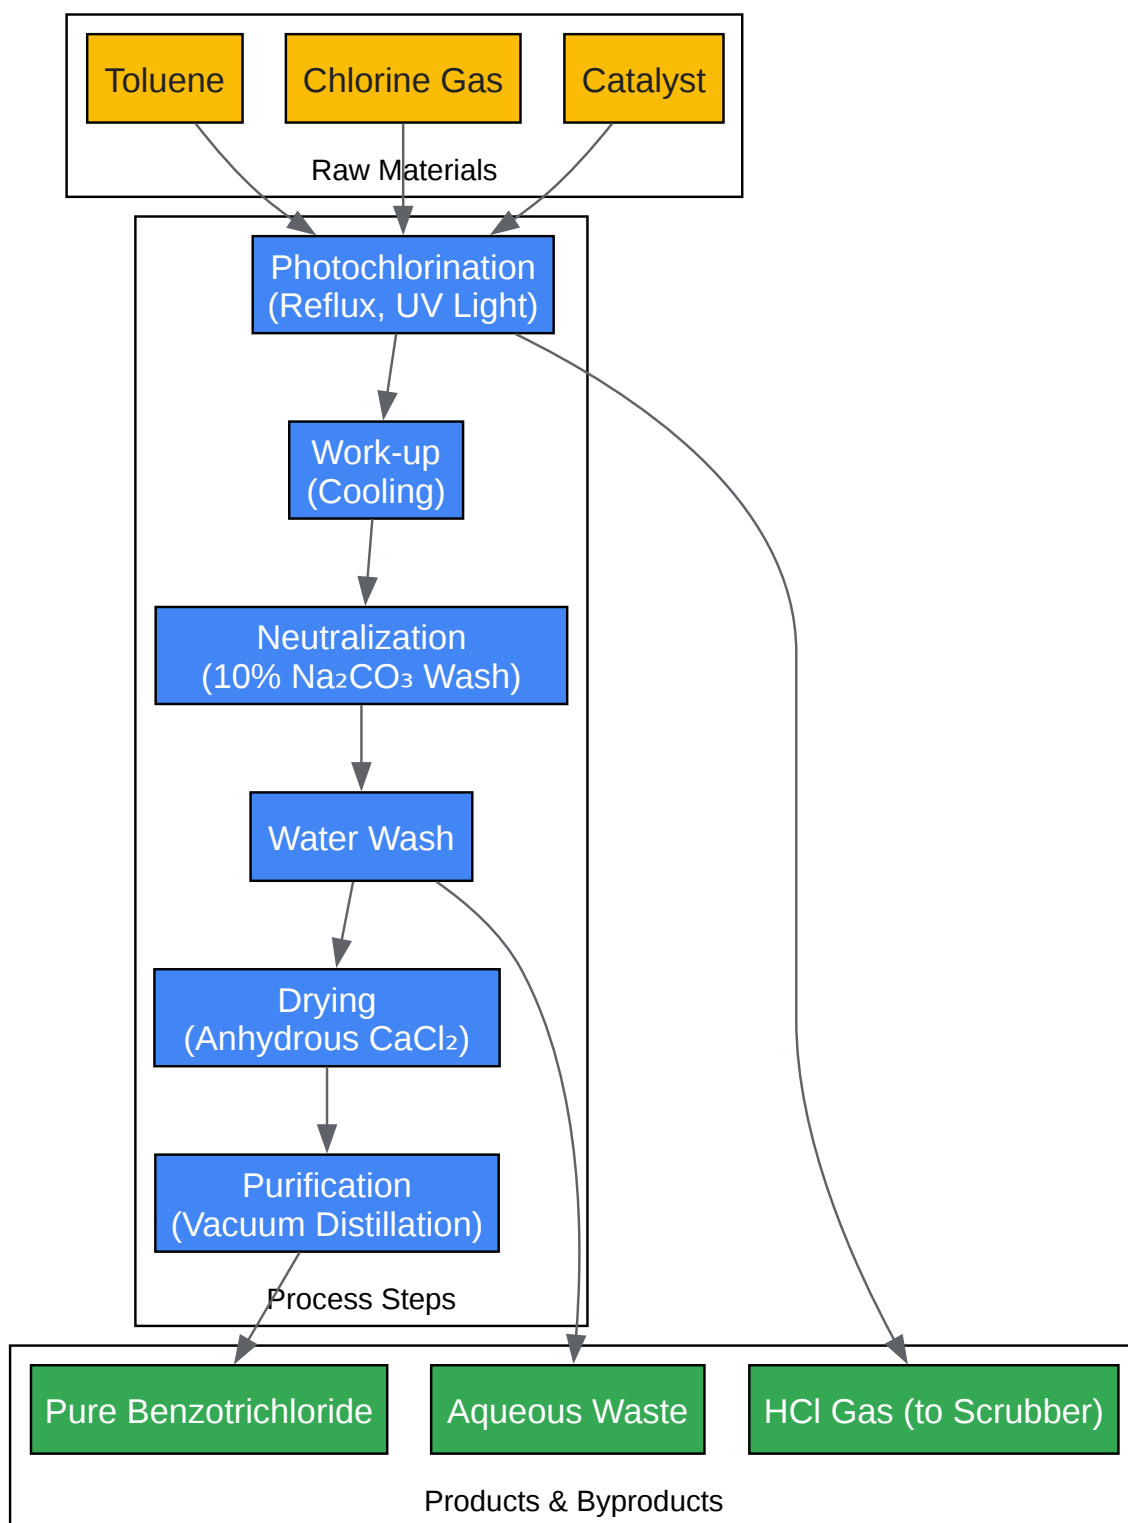 Toluene
Chlorine Gas
Catalyst
Raw Materials
Photochlorination
(Reflux, UV Light)
Work-up
(Cooling)
Neutralization
(10% Na₂CO₃ Wash)
Water Wash
Drying
(Anhydrous CaCl₂)
Purification
(Vacuum Distillation)
Process Steps
Pure Benzotrichloride
Aqueous Waste
HCl Gas (to Scrubber)
Products & Byproducts